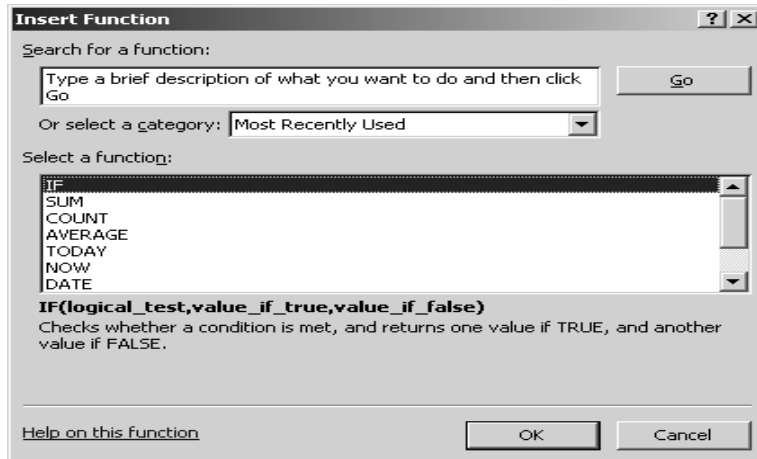 Insert Function
? ×
Search for a function:
Type a brief description of what you want to do and then click
Go
Go
Or select a category: Most Recently Used
Select a function:
IF
SUM
COUNT
AVERAGE
TODAY
NOW
DATE
IF(logical_test,value_if_true,value_if_false)
Checks whether a condition is met, and returns one value if TRUE, and another
value if FALSE.
Help on this function
OK
Cancel